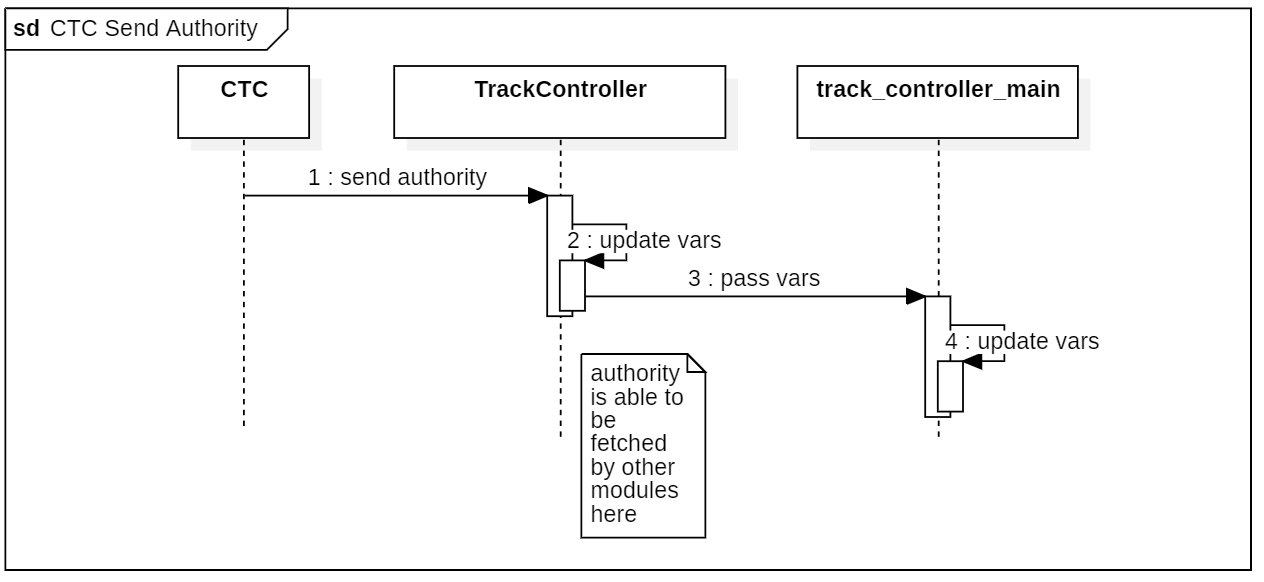 sd CTC Send Authority
CTC
TrackController
track_controller_main
1 : send authority
2 : update vars
3 : pass vars
4 : update vars
authority
is able to
be
fetched
by other
modules
here